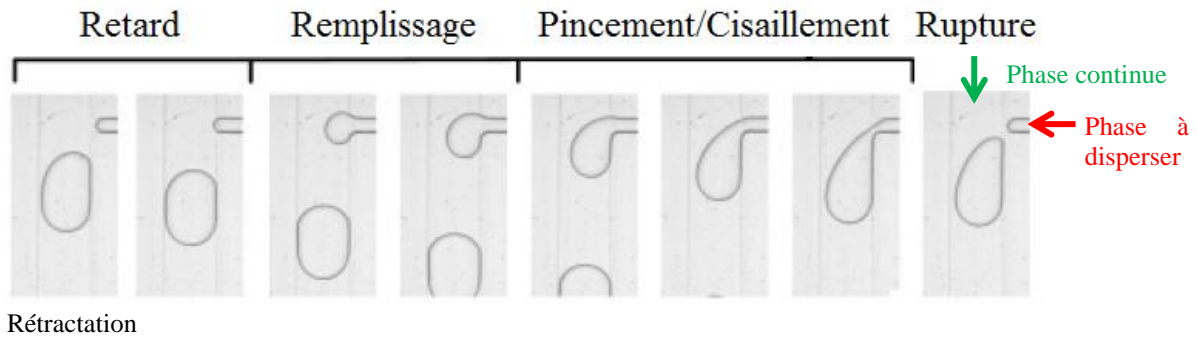 Retard Remplissage Pincement/Cisaillement Rupture
Phase continue
Phase à
disperser
Rétractation